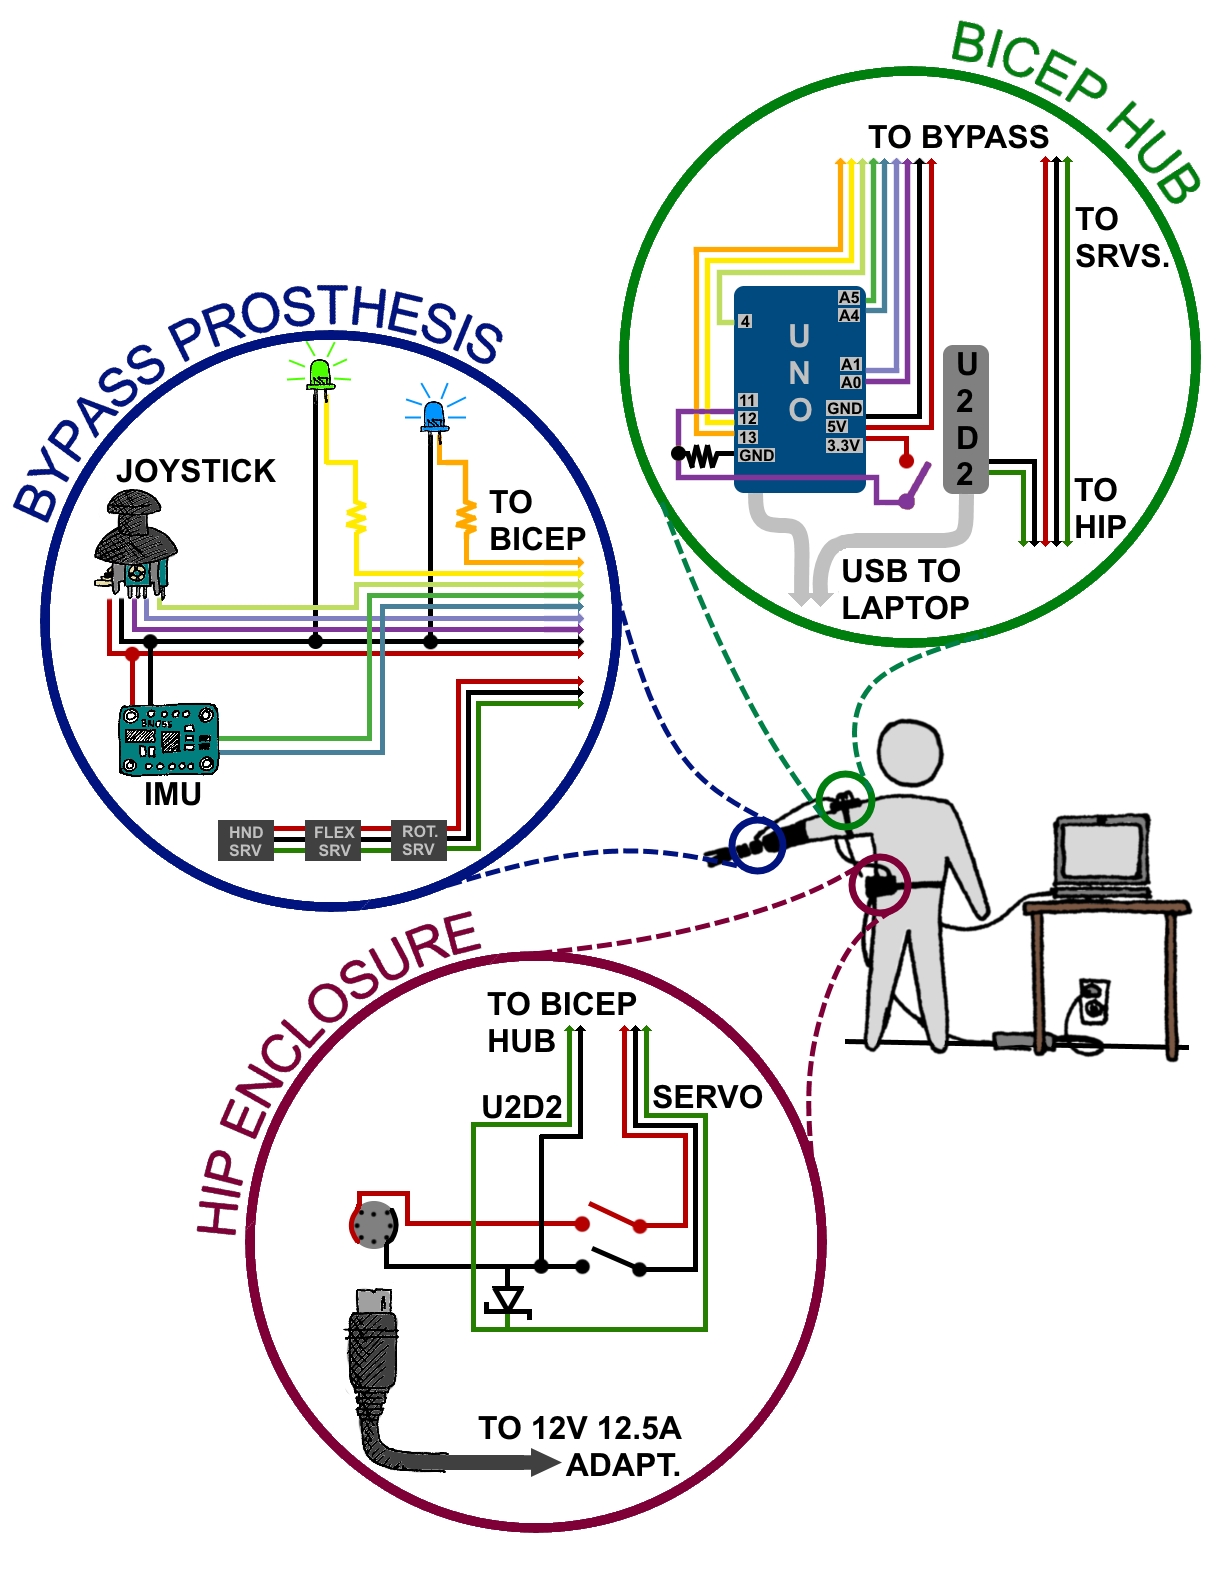 BICEP HUB
TO BYPASS
TO
SRVS.
UNO
4
11
12
13
GND
A5
A4
A1
A0
GND
5V
3.3V
U2D2
TO
HIP
USB TO
LAPTOP
BYPASS PROSTHESIS
JOYSTICK
TO
BICEP
BNO55
IMU
HND
SRV
FLEX
SRV
ROT.
SRV
HIP ENCLOSURE
TO BICEP
HUB
U2D2
SERVO
TO 12V 12.5A
ADAPT.